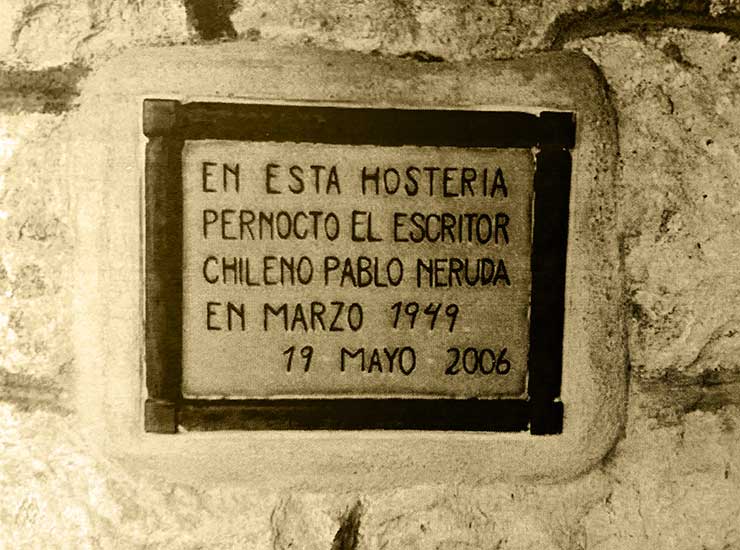 EN ESTA HOSTERIA
PERNOCTO EL ESCRITOR
CHILENO PABLO NERUDA
EN MARZO 1949
19 MAYO 2006